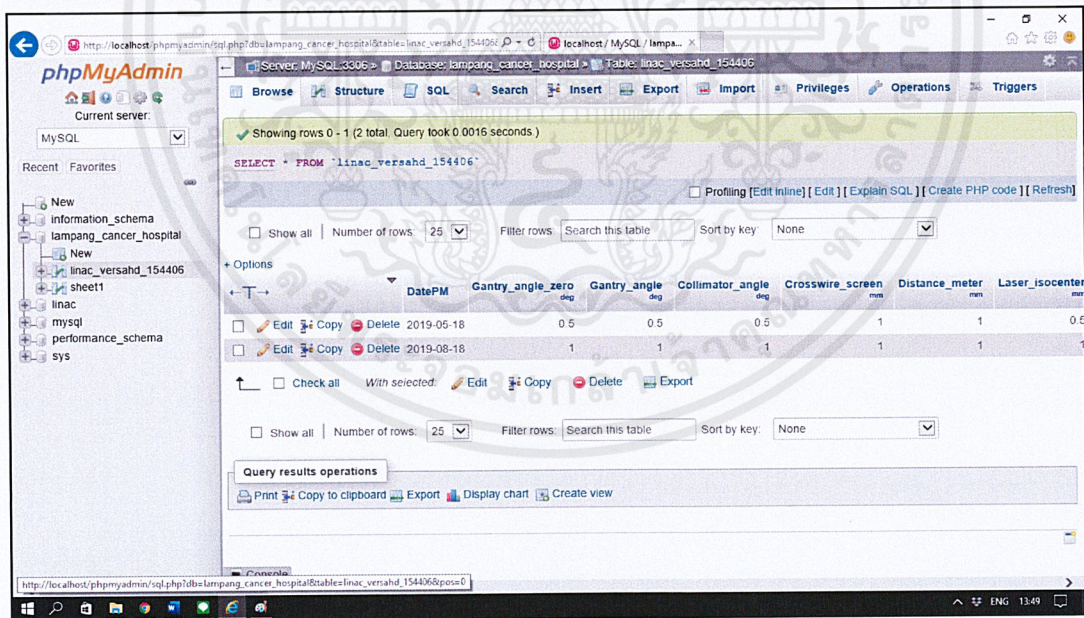 http://localhost/phpmyadmin/sql.php?db=lampang_cancer_hospital&table=linac_versahd_154406
localhost / MySQL / lampa...
phpMyAdmin
Current server:
MySQL
Recent Favorites
New
information_schema
lampang_cancer_hospital
New
linac_versahd_154406
sheet1
linac
mysql
performance_schema
sys
Server: MySQL:3306 » Database: lampang_cancer_hospital » Table: linac_versahd_154406
Browse Structure SQL Search Insert Export Import Privileges Operations Triggers
Showing rows 0 - 1 (2 total, Query took 0.0016 seconds.)
SELECT * FROM `linac_versahd_154406`
Profiling [Edit inline] [ Edit ] [ Explain SQL ] [ Create PHP code ] [ Refresh]
Show all | Number of rows: 25 Filter rows: Search this table Sort by key: None
+ Options
←T→ DatePM Gantry_angle_zero Gantry_angle Collimator_angle Crosswire_screen Distance_meter Laser_isocenter
deg deg deg mm mm mm
Edit Copy Delete 2019-05-18 0.5 0.5 0.5 1 1 0.5
Edit Copy Delete 2019-08-18 1 1 1 1 1 1
Check all With selected: Edit Copy Delete Export
Show all | Number of rows: 25 Filter rows: Search this table Sort by key: None
Query results operations
Print Copy to clipboard Export Display chart Create view
Console
http://localhost/phpmyadmin/sql.php?db=lampang_cancer_hospital&table=linac_versahd_154406&pos=0
ENG 13:49